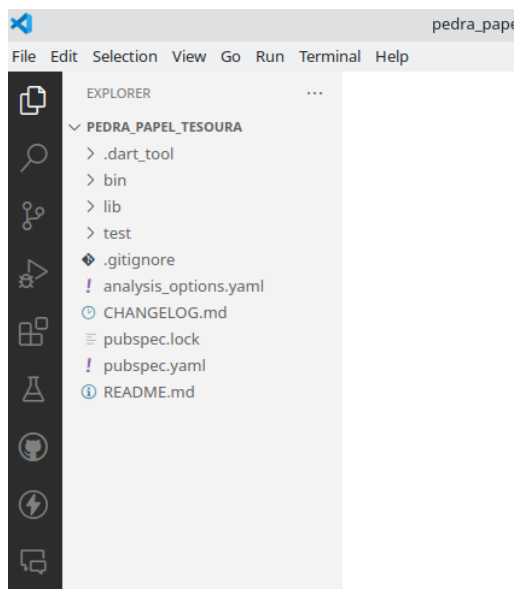 pedra_pape
File Edit Selection View Go Run Terminal Help
EXPLORER
PEDRA_PAPEL_TESOURA
.dart_tool
bin
lib
test
.gitignore
analysis_options.yaml
CHANGELOG.md
pubspec.lock
pubspec.yaml
README.md